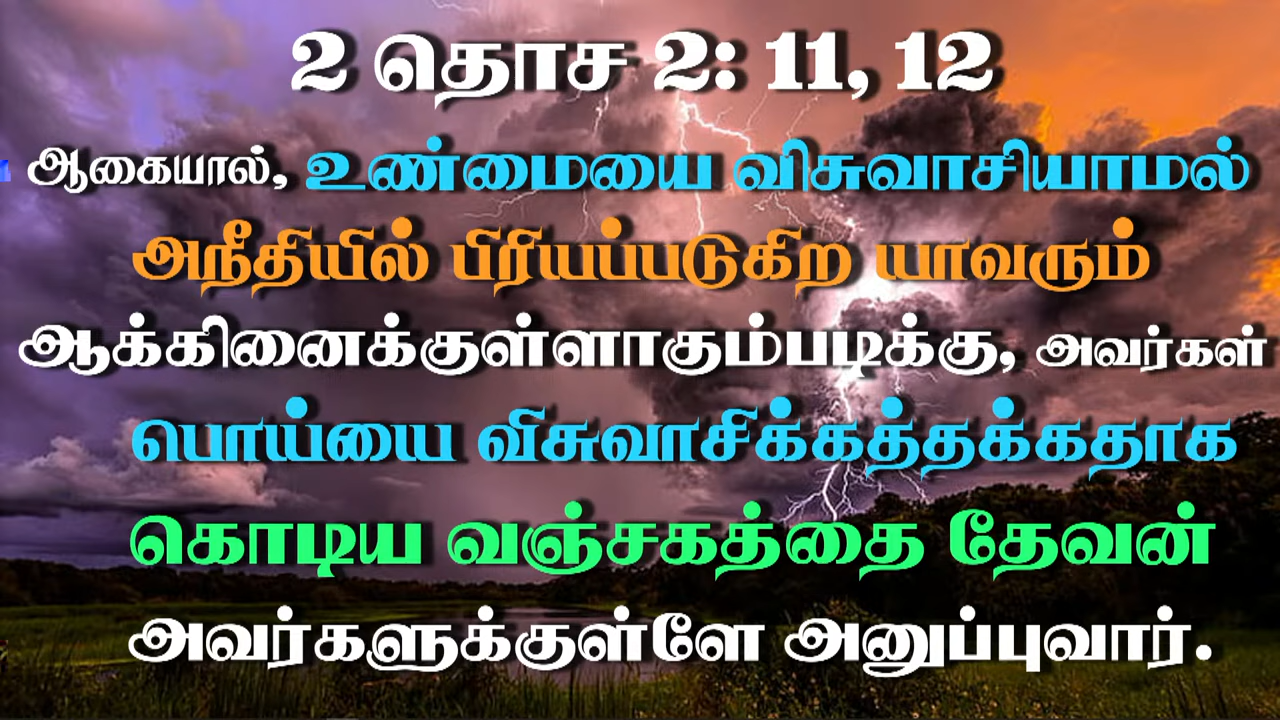 2 தொச 2: 11, 12
ஆகையால், உண்மையை விசுவாசியாமல்
அநீதியில் பிரியப்படுகிற யாவரும்
ஆக்கினைக்குள்ளாகும்படிக்கு, அவர்கள்
பொய்யை விசுவாசிக்கத்தக்கதாக
கொடிய வஞ்சகத்தை தேவன்
அவர்களுக்குள்ளே அனுப்புவார்.